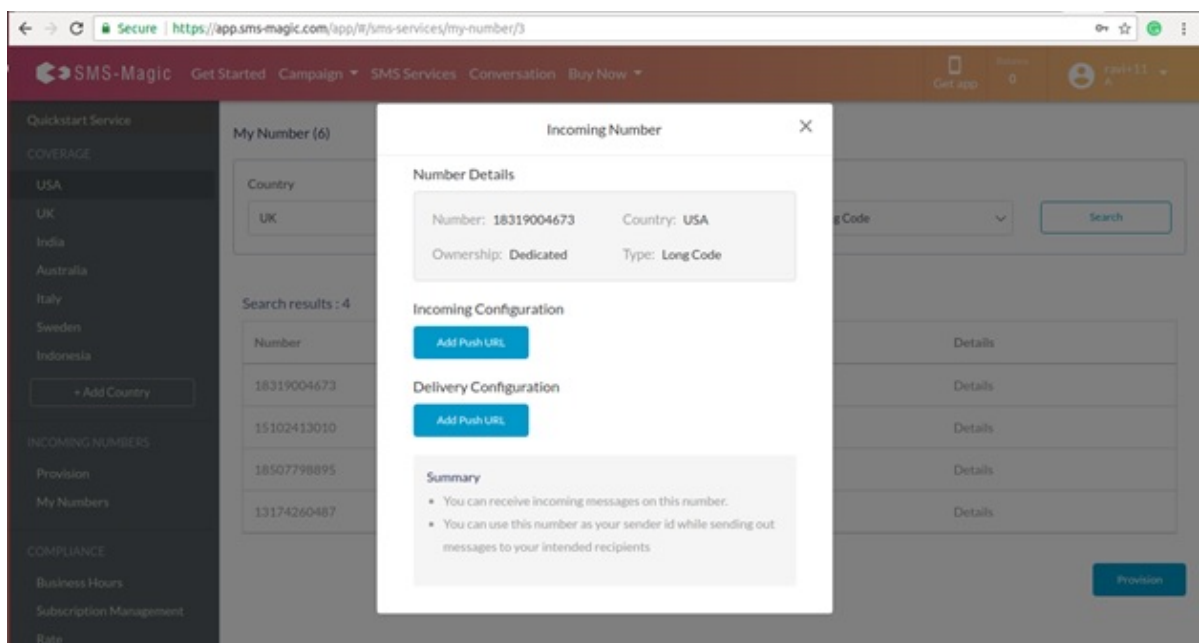 Secure https://app.sms-magic.com/app/#/sms-services/my-number/3
SMS-Magic Get Started Campaign SMS Services Conversation Buy Now Get app Balance 0 ravi+11 A
Quickstart Service
COVERAGE
USA
UK
India
Australia
Italy
Sweden
Indonesia
+ Add Country
INCOMING NUMBERS
Provision
My Numbers
COMPLIANCE
Business Hours
Subscription Management
Rate
My Number (6)
Country
UK
g Code
Search
Search results : 4
Number Details
18319004673 Details
15102413010 Details
18507798895 Details
13174260487 Details
Provision
Incoming Number
Number Details
Number: 18319004673 Country: USA
Ownership: Dedicated Type: Long Code
Incoming Configuration
Add Push URL
Delivery Configuration
Add Push URL
Summary
• You can receive incoming messages on this number.
• You can use this number as your sender id while sending out
messages to your intended recipients